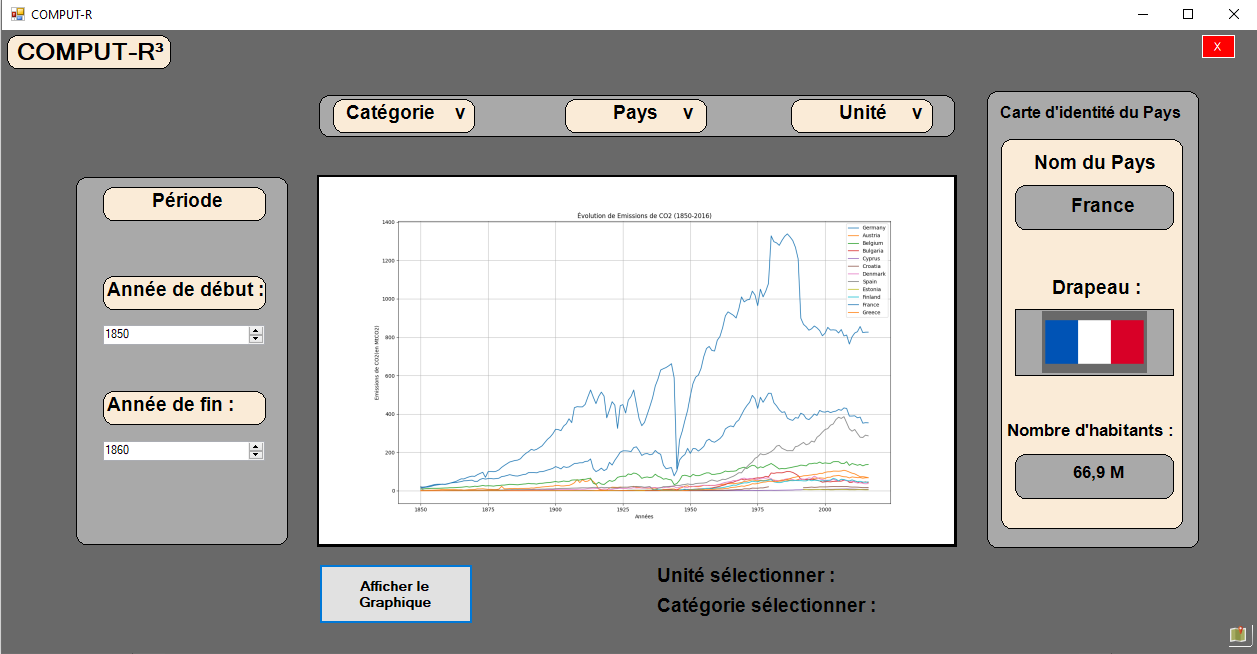 COMPUT-R
COMPUT-R³
X
Catégorie v
Pays v
Unité v
Carte d'identité du Pays
Nom du Pays
France
Drapeau :
Nombre d'habitants :
66,9 M
Période
Année de début :
1850
Année de fin :
1860
Évolution de Emissions de CO2 (1850-2016)
Emissions de CO2(en MtCO2)
1400
1200
1000
800
600
400
200
0
1850 1875 1900 1925 1950 1975 2000
Années
Germany
Austria
Belgium
Bulgaria
Cyprus
Croatia
Denmark
Spain
Estonia
Finland
France
Greece
Afficher le
Graphique
Unité sélectionner :
Catégorie sélectionner :